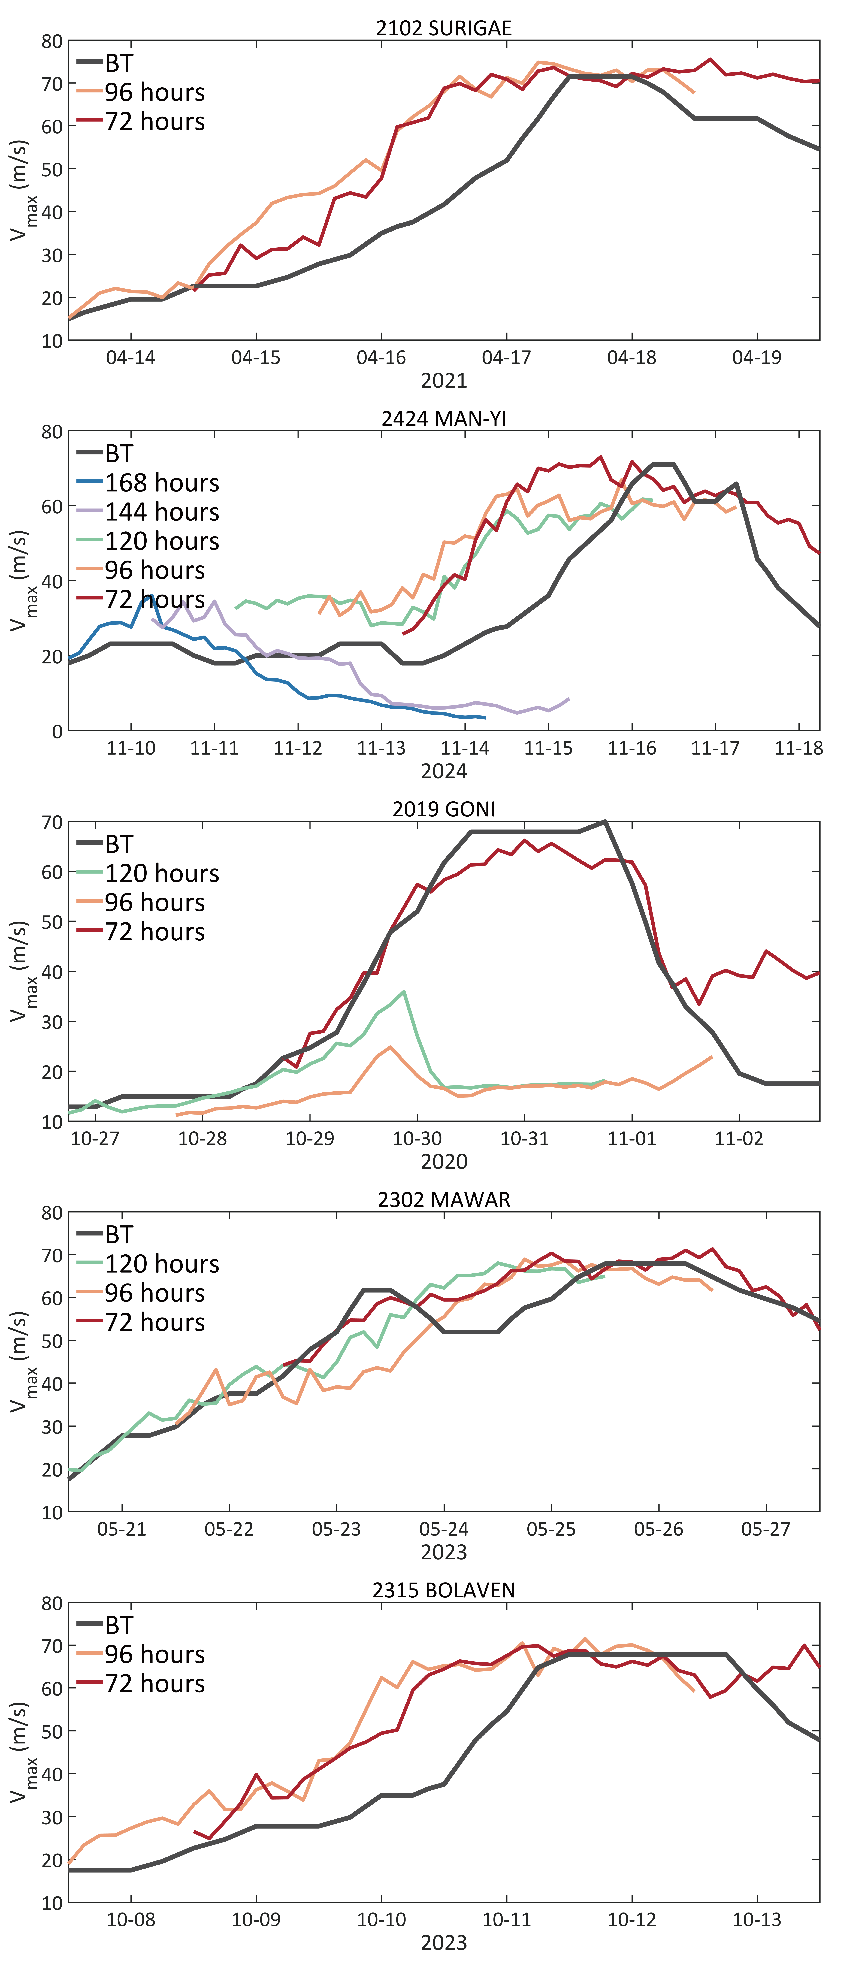 2102 SURIGAE
80
70
60
50
40
30
20
10
V max (m/s)
BT
96 hours
72 hours
04-14 04-15 04-16 04-17 04-18 04-19
2021
2424 MAN-YI
80
60
40
20
0
V max (m/s)
BT
168 hours
144 hours
120 hours
96 hours
72 hours
11-10 11-11 11-12 11-13 11-14 11-15 11-16 11-17 11-18
2024
2019 GONI
70
60
50
40
30
20
10
V max (m/s)
BT
120 hours
96 hours
72 hours
10-27 10-28 10-29 10-30 10-31 11-01 11-02
2020
2302 MAWAR
80
70
60
50
40
30
20
10
V max (m/s)
BT
120 hours
96 hours
72 hours
05-21 05-22 05-23 05-24 05-25 05-26 05-27
2023
2315 BOLAVEN
80
70
60
50
40
30
20
10
V max (m/s)
BT
96 hours
72 hours
10-08 10-09 10-10 10-11 10-12 10-13
2023